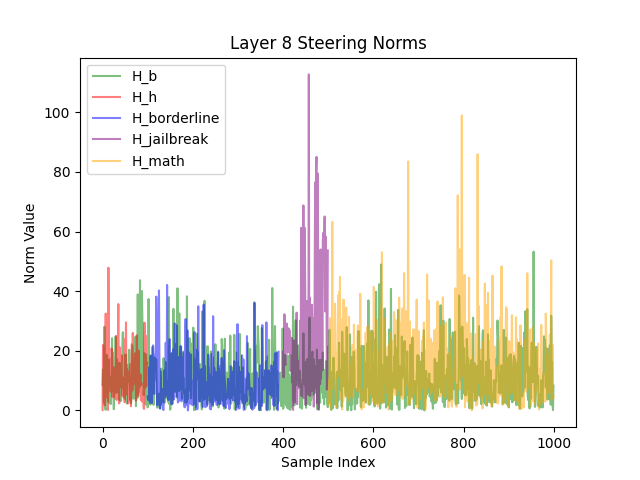 Layer 8 Steering Norms
H_b
H_h
H_borderline
H_jailbreak
H_math
Norm Value
100
80
60
40
20
0
0 200 400 600 800 1000
Sample Index